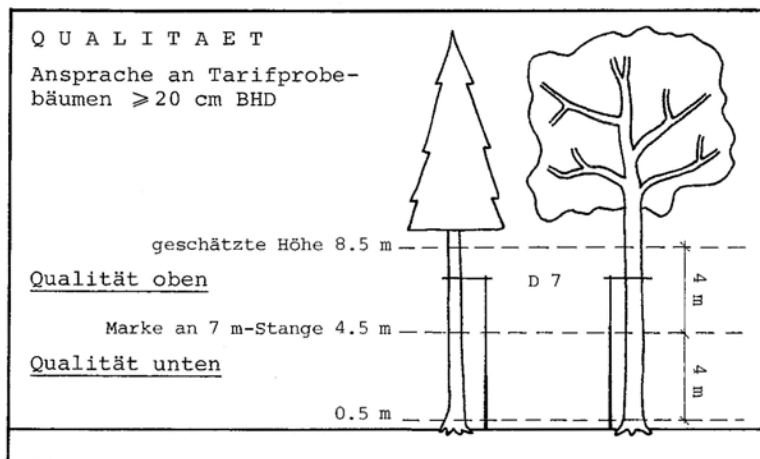 Q U A L I T A E T
Ansprache an Tarifprobe-
bäumen ⩾ 20 cm BHD
geschätzte Höhe 8.5 m
Qualität oben
D 7
4 m
Marke an 7 m-Stange 4.5 m
Qualität unten
4 m
0.5 m